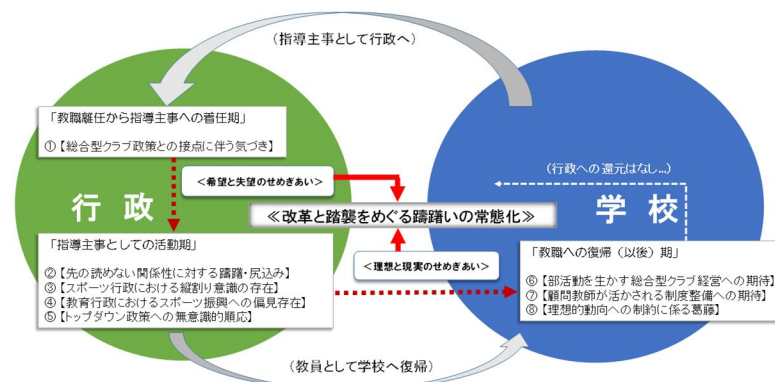 （指導主事として行政へ）
「教職離任から指導主事への着任期」
①【総合型クラブ政策との接点に伴う気づき】
＜希望と失望のせめぎあい＞
（行政への還元はなし...）
行 政
≪改革と踏襲をめぐる躊躇いの常態化≫
学 校
「指導主事としての活動期」
②【先の読めない関係性に対する躊躇・尻込み】
③【スポーツ行政における縦割り意識の存在】
④【教育行政におけるスポーツ振興への偏見存在】
⑤【トップダウン政策への無意識的順応】
＜理想と現実のせめぎあい＞
「教職への復帰（以後）期」
⑥【部活動を生かす総合型クラブ経営への期待】
⑦【顧問教師が活かされる制度整備への期待】
⑧【理想的動向への制約に係る葛藤】
（教員として学校へ復帰）